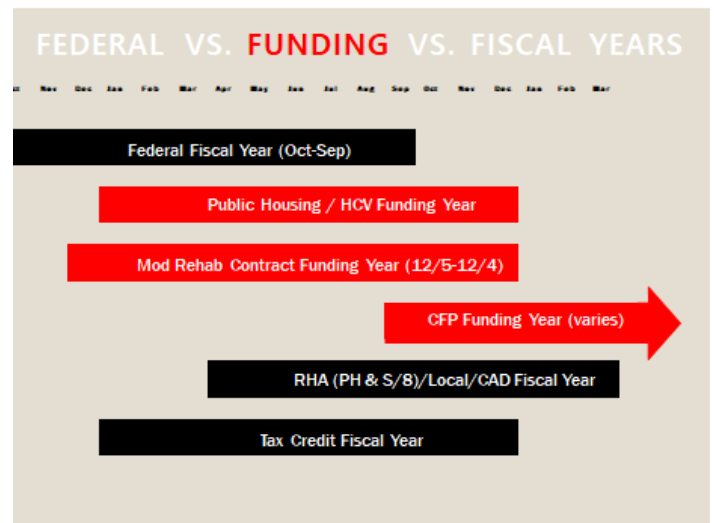 FEDERAL VS. FUNDING VS. FISCAL YEARS
Nov Dec Jan Feb Mar Apr May Jun Jul Aug Sep Oct Nov Dec Jan Feb Mar
Federal Fiscal Year (Oct-Sep)
Public Housing / HCV Funding Year
Mod Rehab Contract Funding Year (12/5-12/4)
CFP Funding Year (varies)
RHA (PH & S/8)/Local/CAD Fiscal Year
Tax Credit Fiscal Year